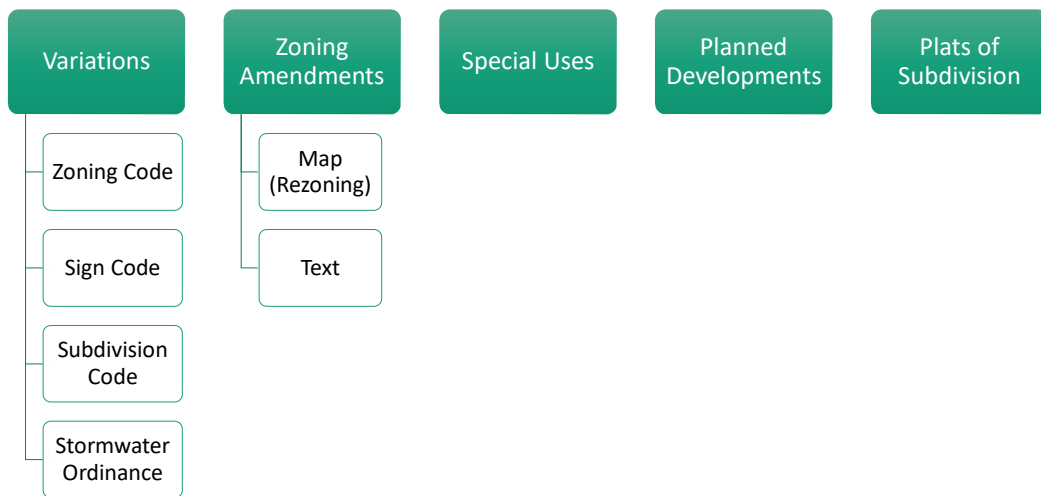 Variations
Zoning
Amendments
Special Uses
Planned
Developments
Plats of
Subdivision
Zoning Code
Sign Code
Subdivision
Code
Stormwater
Ordinance
Map
(Rezoning)
Text